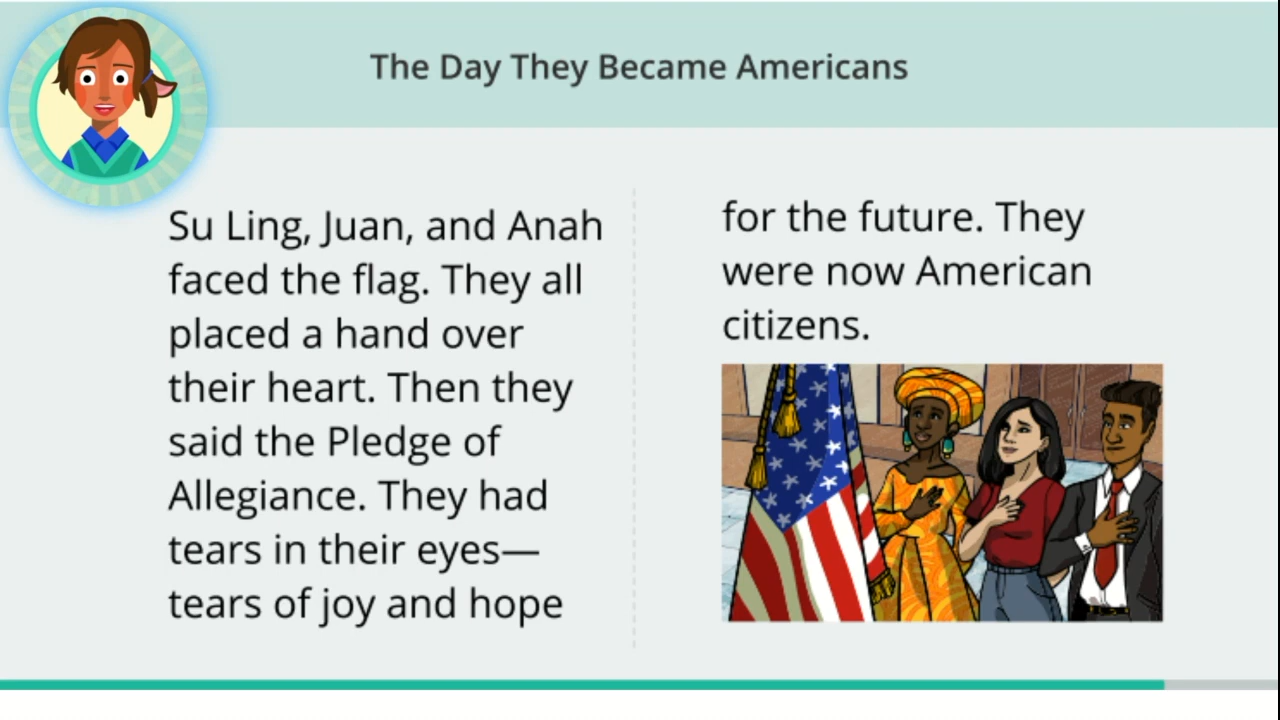 The Day They Became Americans
Su Ling, Juan, and Anah
faced the flag. They all
placed a hand over
their heart. Then they
said the Pledge of
Allegiance. They had
tears in their eyes—
tears of joy and hope
for the future. They
were now American
citizens.